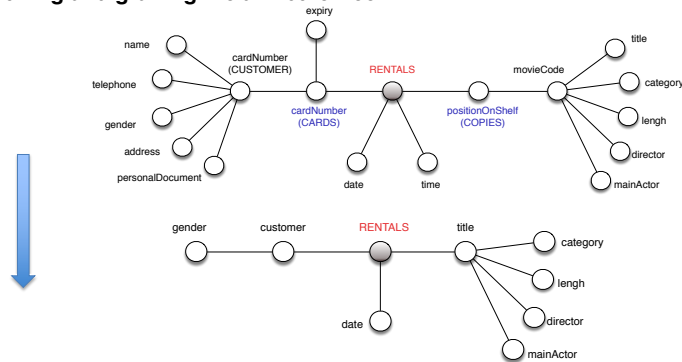 expiry
title
name
cardNumber
(CUSTOMER)
RENTALS
movieCode
telephone
category
cardNumber
(CARDS)
positionOnShelf
(COPIES)
gender
lengh
address
director
personalDocument
date
time
mainActor
gender
customer
RENTALS
title
category
lengh
date
director
mainActor